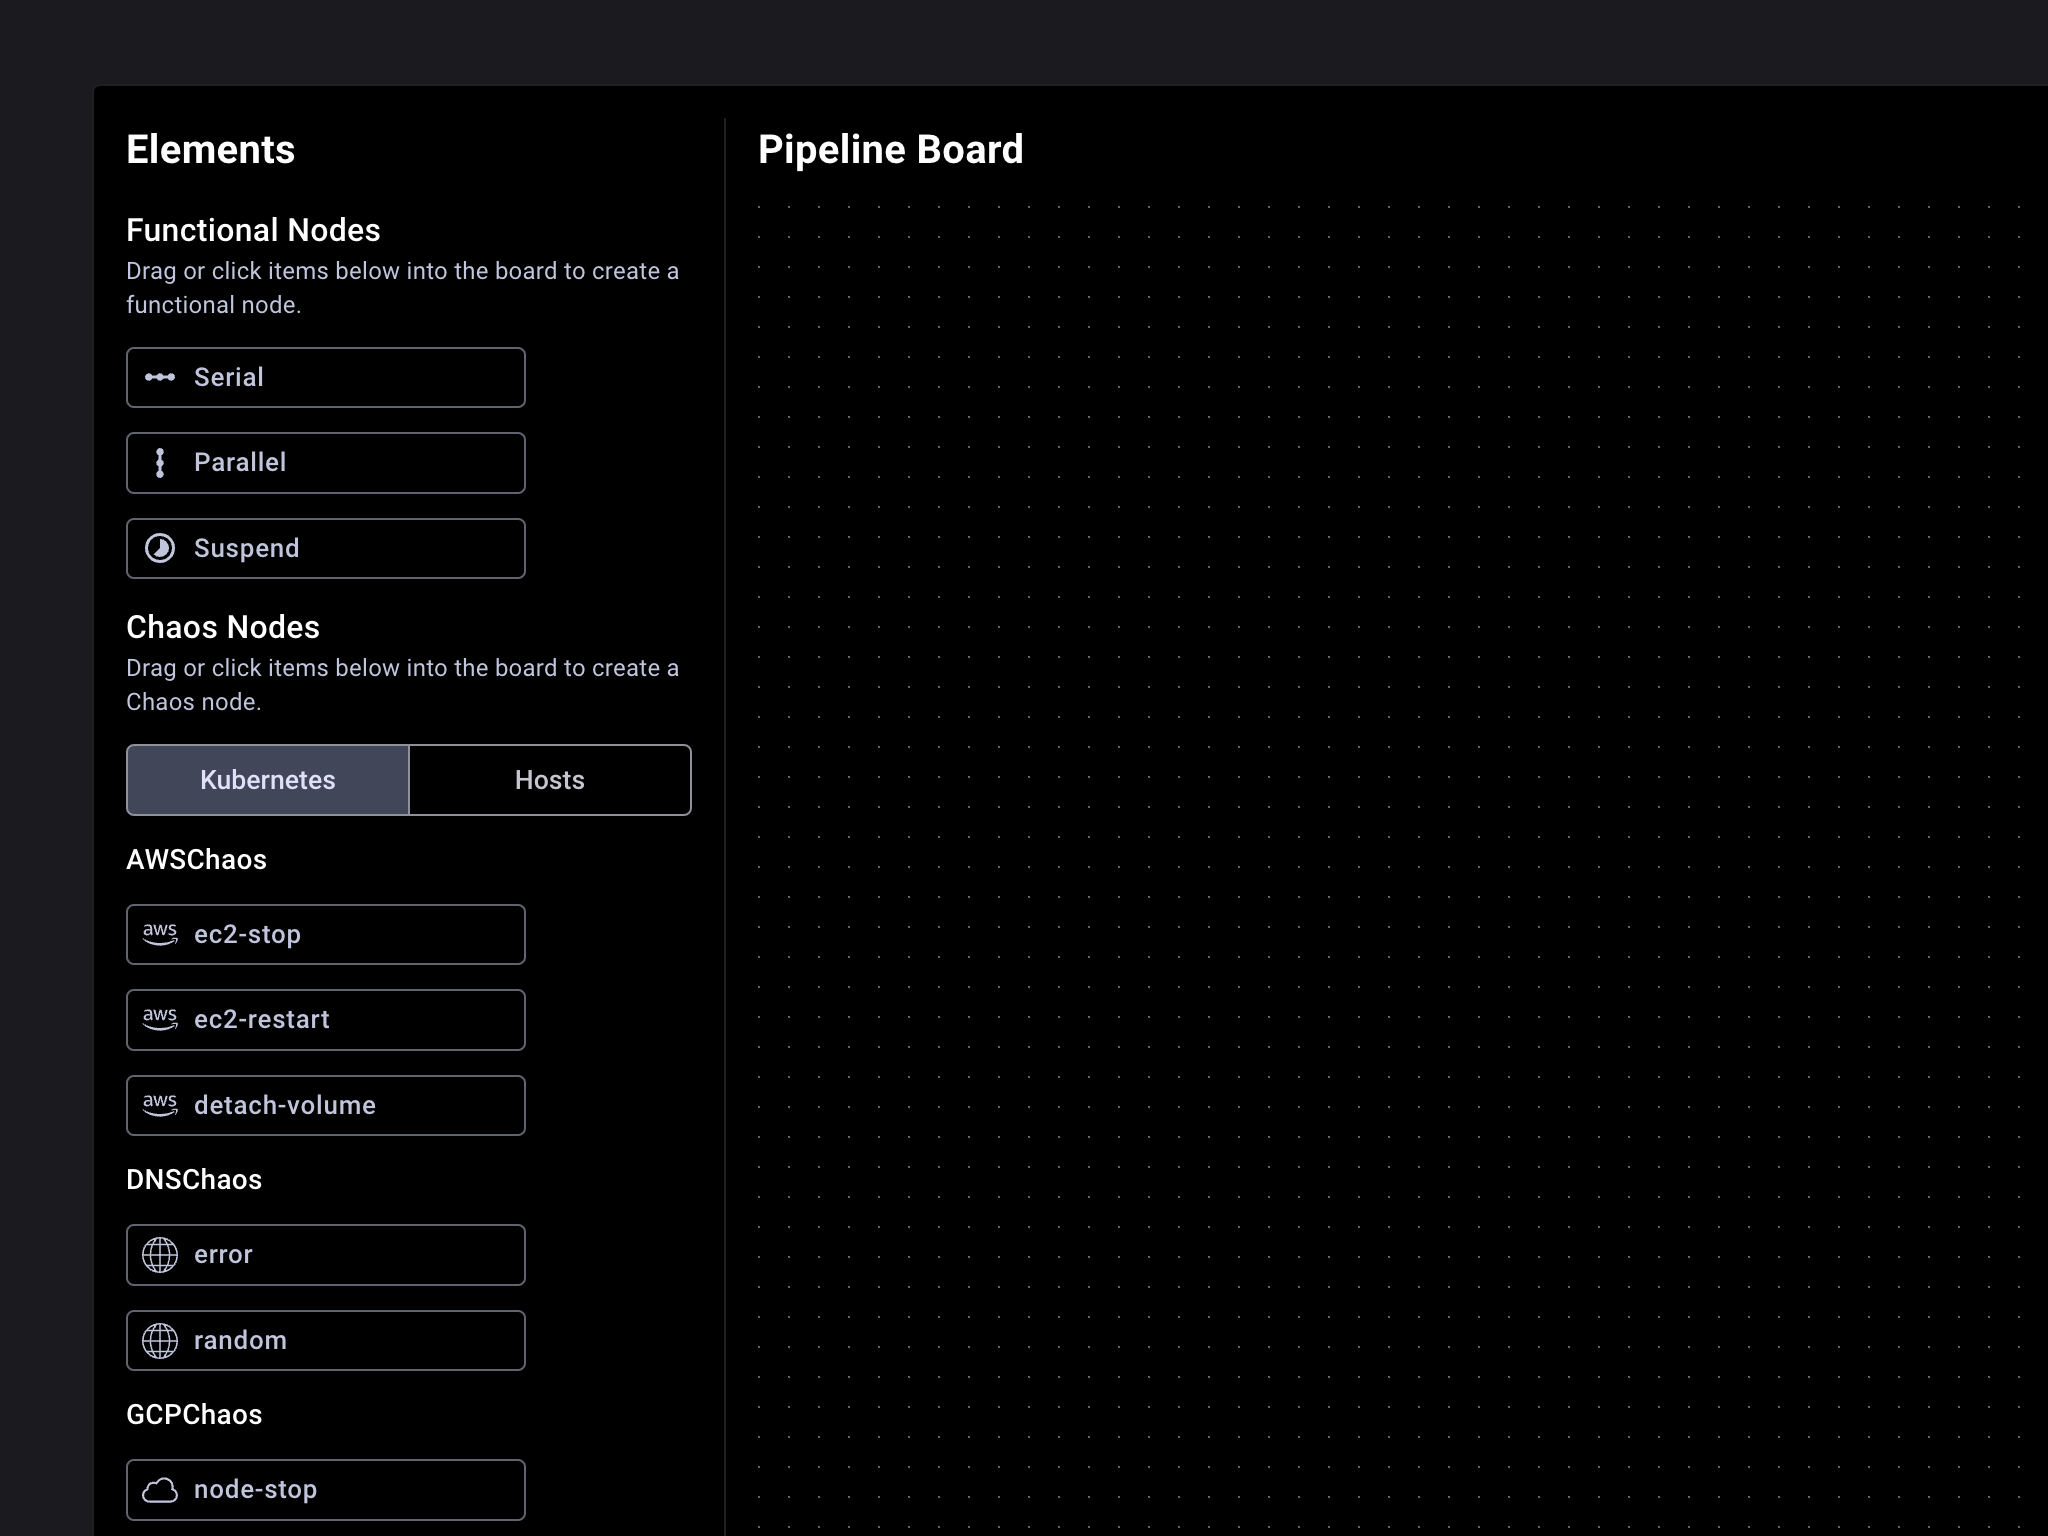 Elements
Functional Nodes
Drag or click items below into the board to create a
functional node.
Serial
Parallel
Suspend
Chaos Nodes
Drag or click items below into the board to create a
Chaos node.
Kubernetes
Hosts
AWSChaos
aws ec2-stop
aws ec2-restart
aws detach-volume
DNSChaos
error
random
GCPChaos
node-stop
Pipeline Board